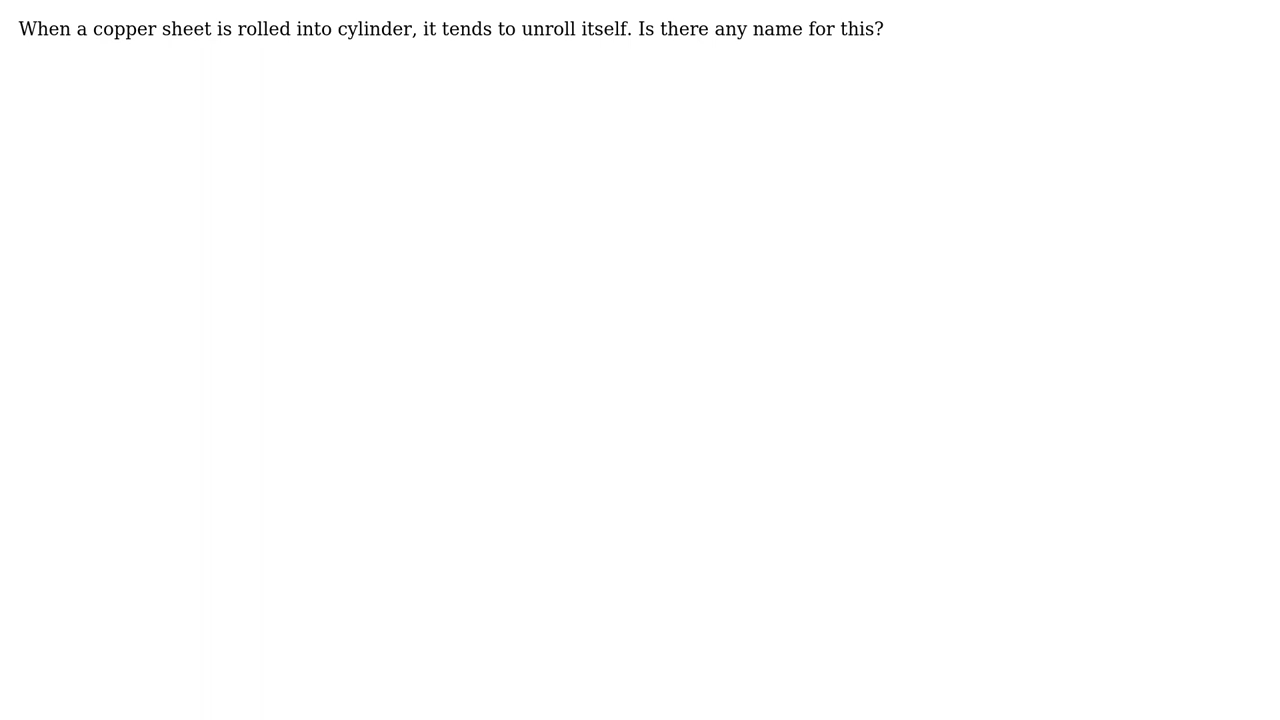 When a copper sheet is rolled into cylinder, it tends to unroll itself. Is there any name for this?